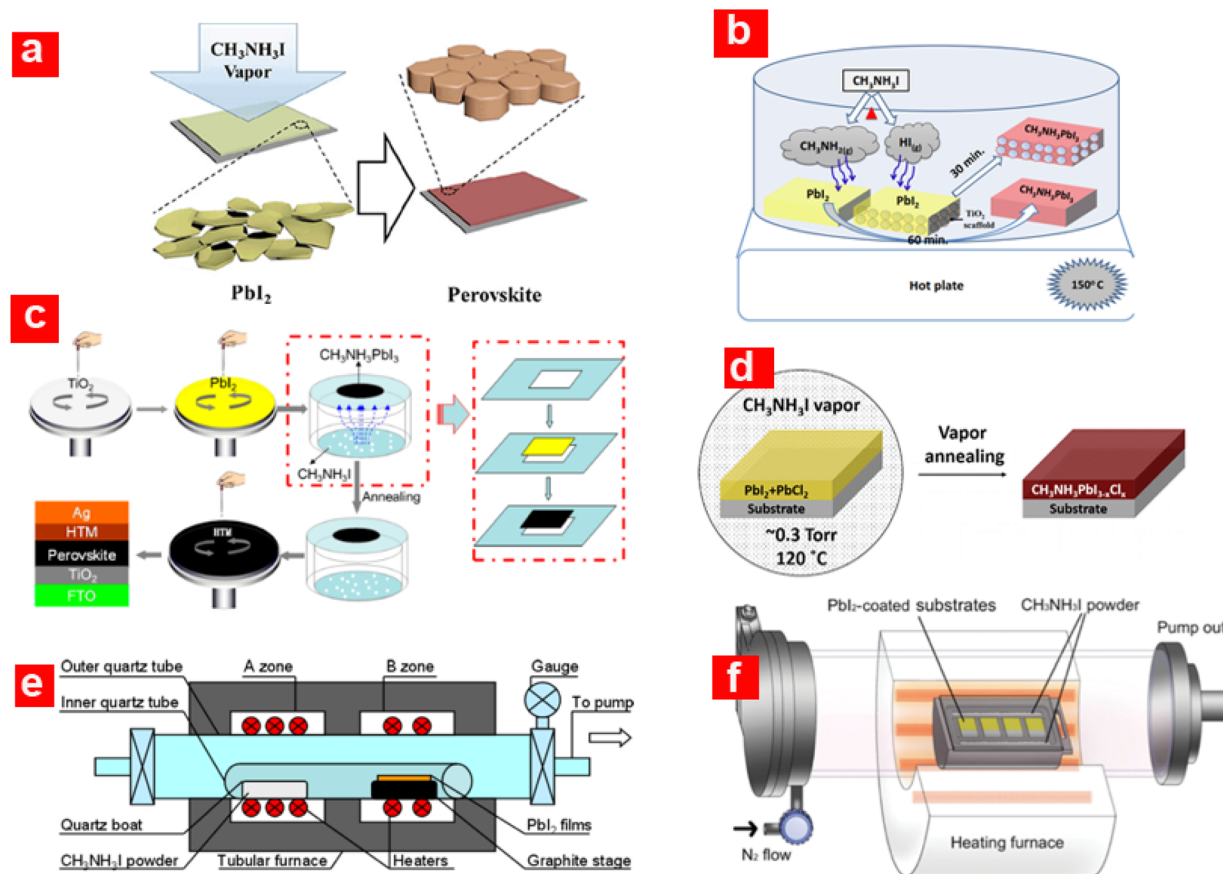 a
CH₃NH₃I
Vapor
PbI₂
Perovskite
b
CH₃NH₃I
CH₃NH₂₍g₎
HI₍g₎
30 min.
CH₃NH₃PbI₃
PbI₂
PbI₂
CH₃NH₃PbI₃
TiO₂
scaffold
60 min.
Hot plate
150° C
c
TiO₂
PbI₂
CH₃NH₃PbI₃
CH₃NH₃I
Annealing
HTM
Ag
HTM
Perovskite
TiO₂
FTO
d
CH₃NH₃I vapor
PbI₂+PbCl₂
Substrate
~0.3 Torr
120 ˚C
Vapor
annealing
CH₃NH₃PbI₃₋ₓClₓ
Substrate
e
Outer quartz tube
A zone
B zone
Gauge
Inner quartz tube
To pump
Quartz boat
PbI₂ films
CH₃NH₃I powder
Tubular furnace
Heaters
Graphite stage
f
PbI₂-coated substrates
CH₃NH₃I powder
Pump out
N₂ flow
Heating furnace